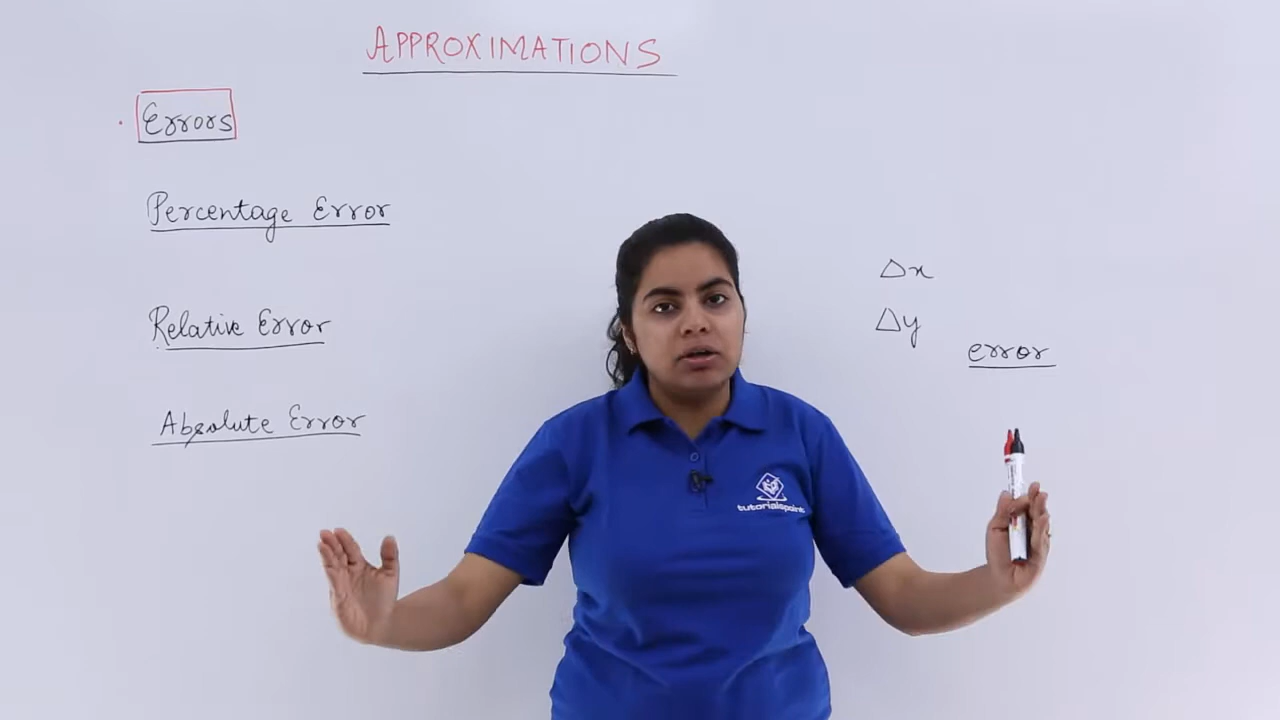 APPROXIMATIONS
Errors
Percentage Error
Relative Error
Absolute Error
Δx
Δy
error
tutorialspoint